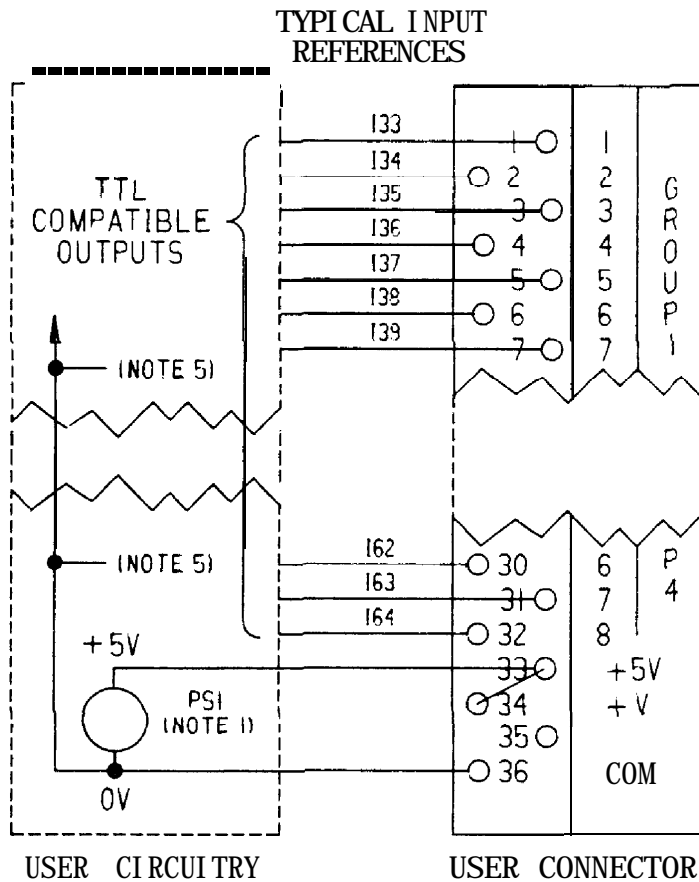 TYPICAL INPUT
REFERENCES
TTL
COMPATIBLE
OUTPUTS
(NOTE 5)
(NOTE 5)
+5V
PS1
(NOTE 1)
0V
I33
I34
I35
I36
I37
I38
I39
I62
I63
I64
1 1
2 2
3 3
4 4
5 5
6 6
7 7
GROUP 1
30 6
31 7
32 8
P4
33 +5V
34 +V
35
36 COM
USER CIRCUITRY
USER CONNECTOR